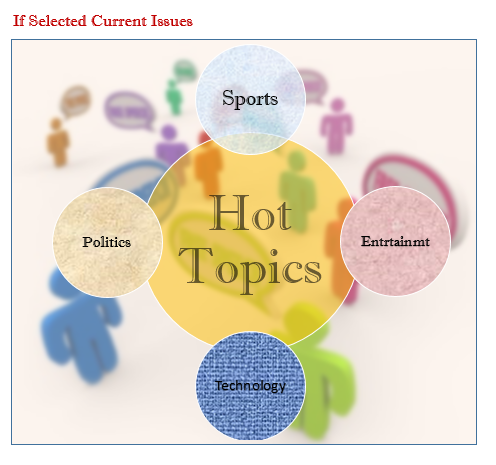 If Selected Current Issues
Sports
Hot
Topics
Politics
Entrtainmt
Technology